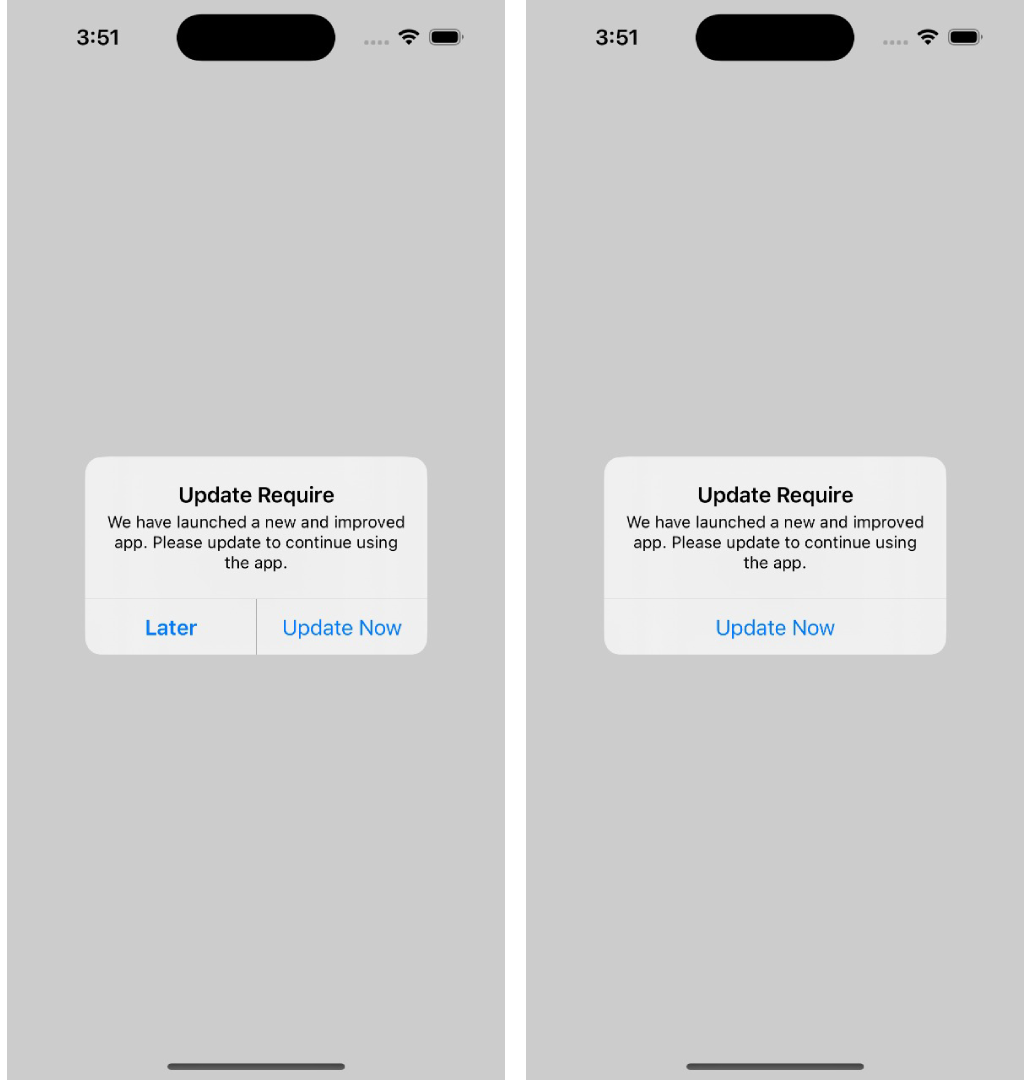 3:51
Update Require
We have launched a new and improved
app. Please update to continue using
the app.
Later
Update Now
3:51
Update Require
We have launched a new and improved
app. Please update to continue using
the app.
Update Now